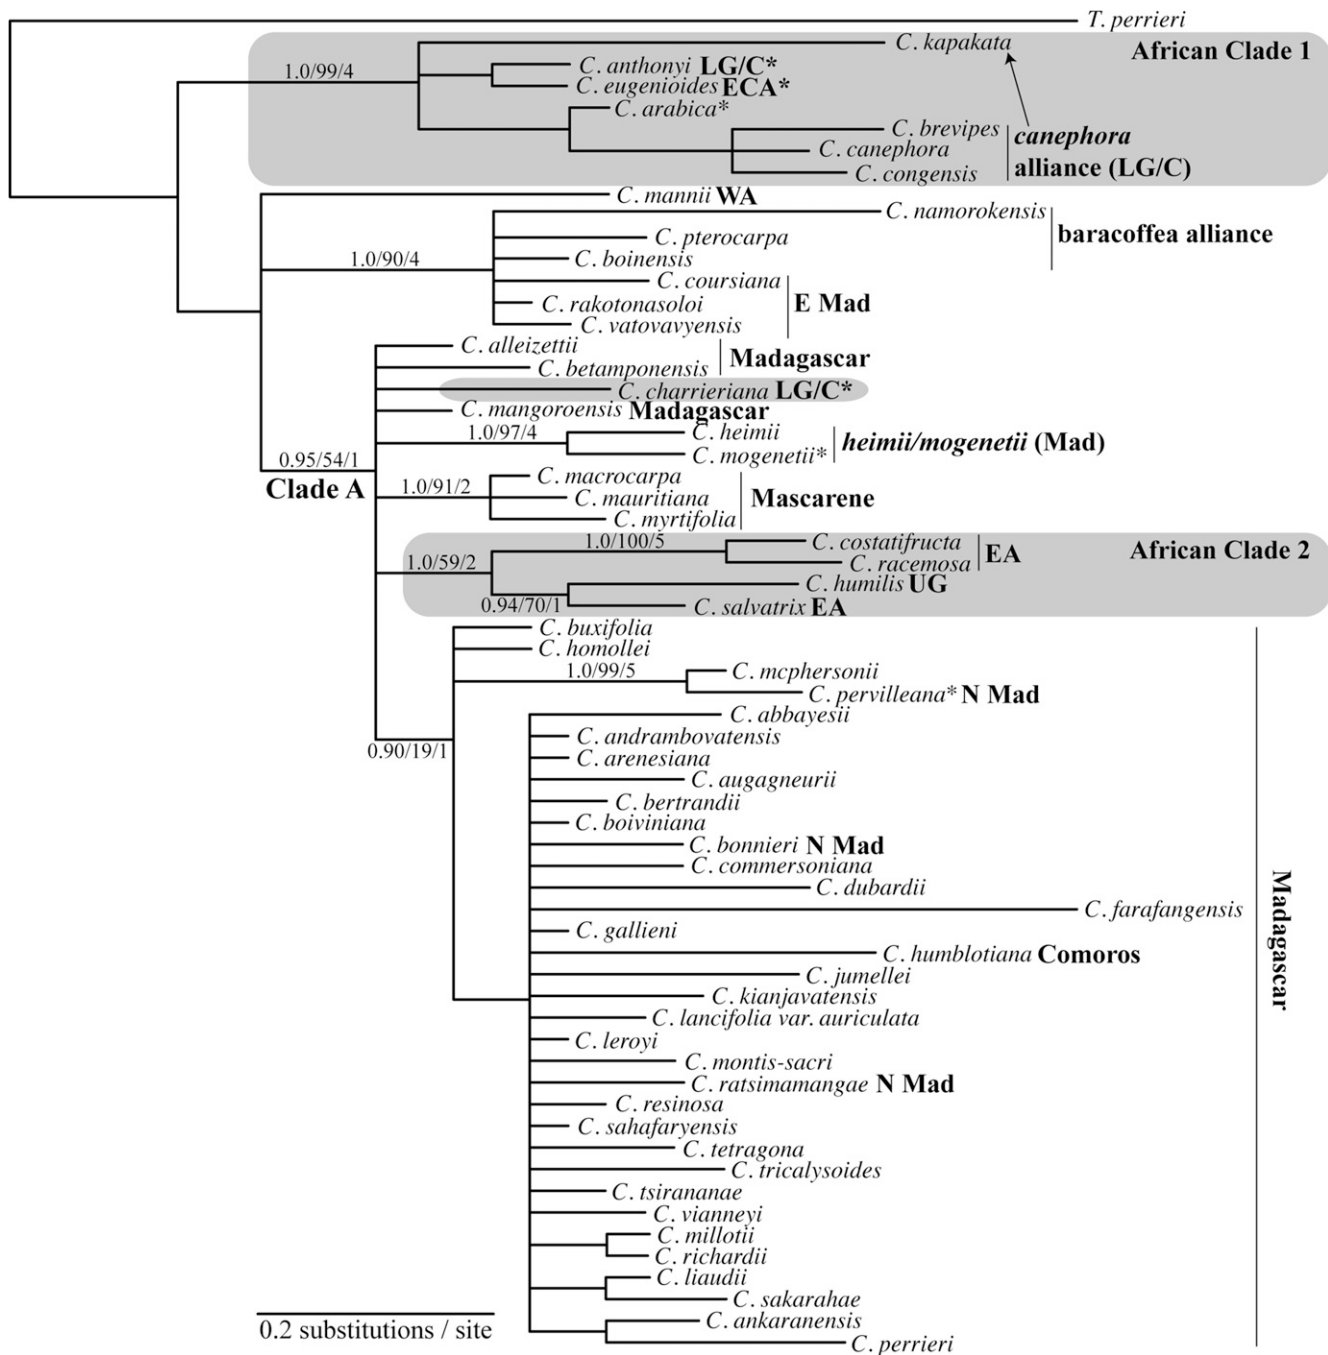 T. perrieri
C. kapakata
African Clade 1
1.0/99/4
C. anthonyi LG/C*
C. eugenioides ECA*
C. arabica*
C. brevipes
canephora
C. canephora
alliance (LG/C)
C. congensis
C. mannii WA
C. namorokensis
baracoffea alliance
C. pterocarpa
1.0/90/4
C. boinensis
C. coursiana
E Mad
C. rakotonasoloi
C. vatovavyensis
C. alleizettii
Madagascar
C. betamponensis
C. charrieriana LG/C*
C. mangoroensis Madagascar
1.0/97/4
C. heimii
heimii/mogenetii (Mad)
C. mogenetii*
0.95/54/1
Clade A
C. macrocarpa
1.0/91/2
C. mauritiana
Mascarene
C. myrtifolia
C. costatifructa
African Clade 2
1.0/100/5
EA
1.0/59/2
C. racemosa
C. humilis UG
0.94/70/1
C. salvatrix EA
C. buxifolia
C. homollei
1.0/99/5
C. mcphersonii
C. pervilleana* N Mad
C. abbayesii
0.90/19/1
C. andrambovatensis
C. arenesiana
C. augagneurii
C. bertrandii
C. boiviniana
C. bonnieri N Mad
C. commersoniana
C. dubardii
Madagascar
C. farafangensis
C. gallieni
C. humblotiana Comoros
C. jumellei
C. kianjavatensis
C. lancifolia var. auriculata
C. leroyi
C. montis-sacri
C. ratsimamangae N Mad
C. resinosa
C. sahafaryensis
C. tetragona
C. tricalysoides
C. tsirananae
C. vianneyi
C. millotii
C. richardii
C. liaudii
C. sakarahae
C. ankaranensis
C. perrieri
0.2 substitutions / site